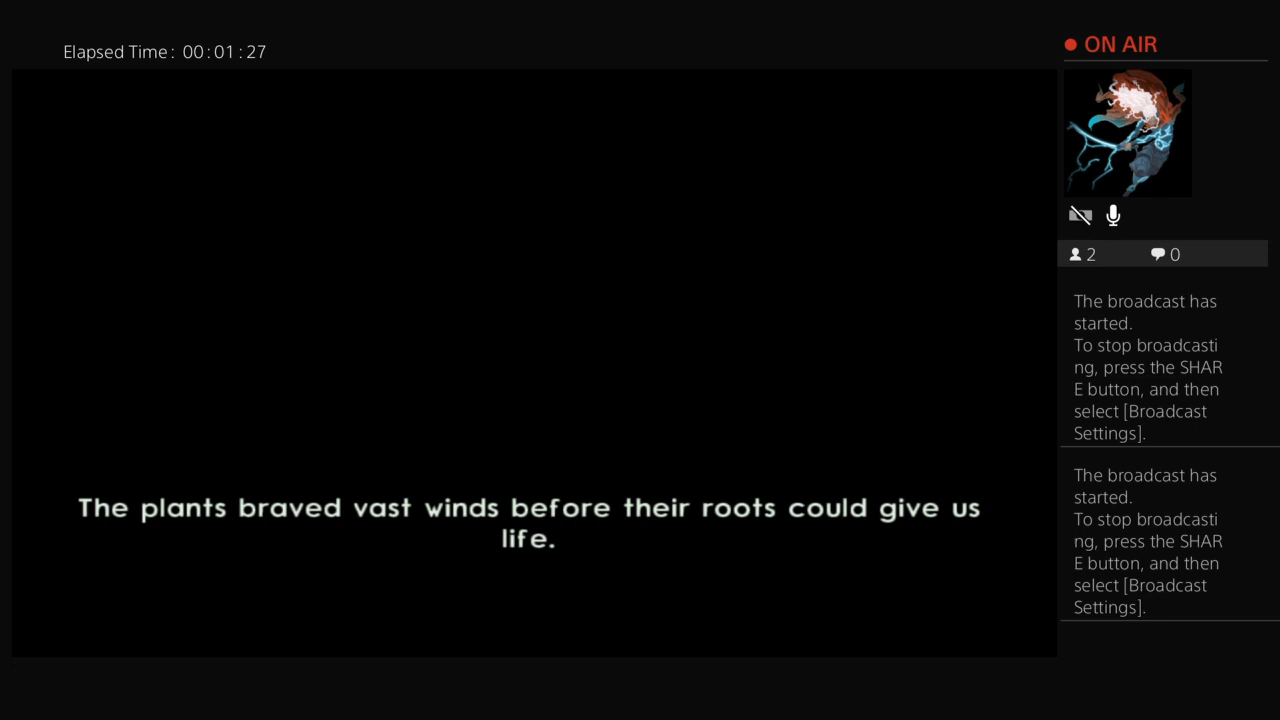 Elapsed Time: 00:01:27
ON AIR
2
0
The broadcast has
started.
To stop broadcasti
ng, press the SHAR
E button, and then
select [Broadcast
Settings].
The broadcast has
started.
To stop broadcasti
ng, press the SHAR
E button, and then
select [Broadcast
Settings].
The plants braved vast winds before their roots could give us
life.